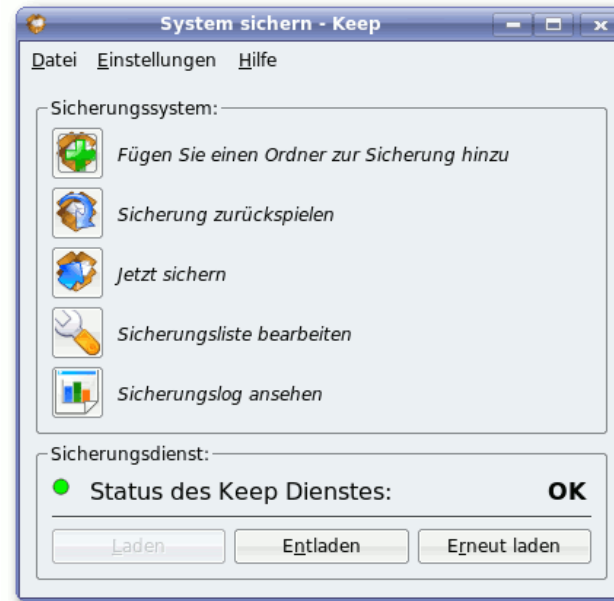 System sichern - Keep
Datei Einstellungen Hilfe
Sicherungssystem:
Fügen Sie einen Ordner zur Sicherung hinzu
Sicherung zurückspielen
Jetzt sichern
Sicherungsliste bearbeiten
Sicherungslog ansehen
Sicherungsdienst:
Status des Keep Dienstes: OK
Laden Entladen Erneut laden